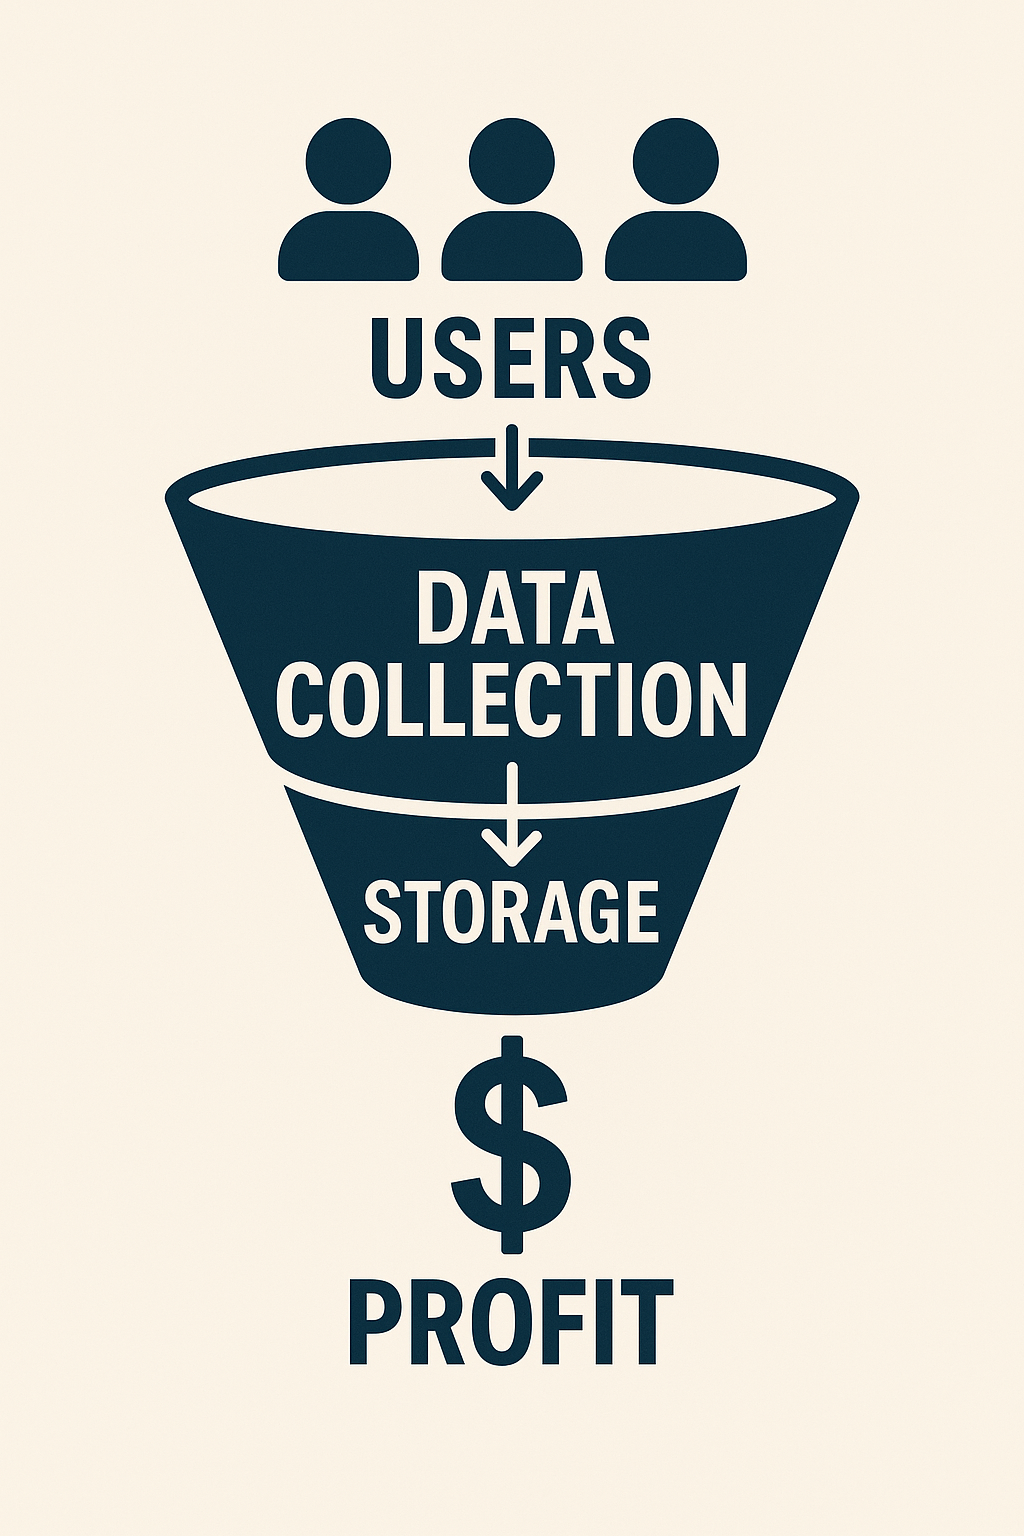 USERS
DATA
COLLECTION
STORAGE
$
PROFIT